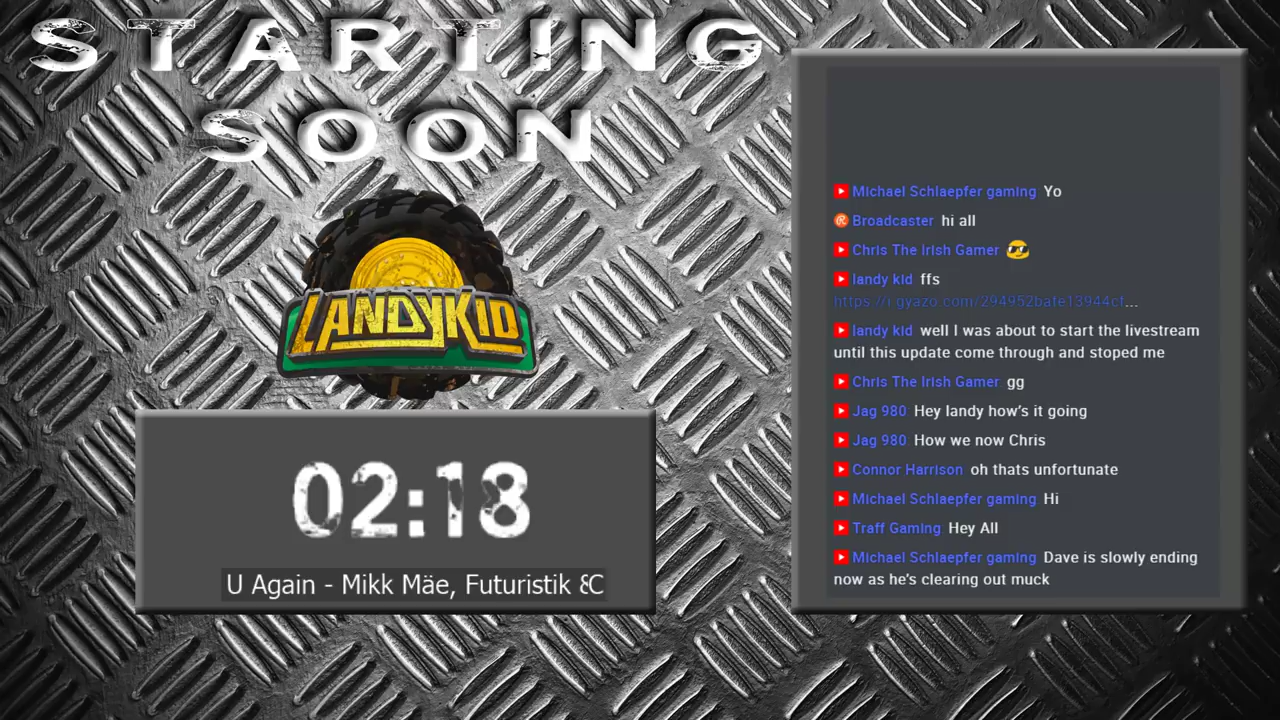 STARTING
SOON
LANDYKID
02:18
U Again - Mikk Mäe, Futuristik &C
Michael Schlaepfer gaming Yo
Broadcaster hi all
Chris The Irish Gamer
landy kid ffs
https://i.gyazo.com/294952bafe13944cf...
landy kid well I was about to start the livestream
until this update come through and stoped me
Chris The Irish Gamer gg
Jag 980 Hey landy how's it going
Jag 980 How we now Chris
Connor Harrison oh thats unfortunate
Michael Schlaepfer gaming Hi
Traff Gaming Hey All
Michael Schlaepfer gaming Dave is slowly ending
now as he's clearing out muck